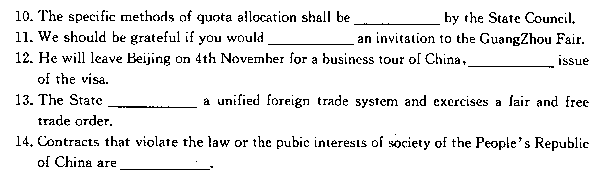 10. The specific methods of quota allocation shall be __________ by the State Council.
11. We should be grateful if you would __________ an invitation to the GuangZhou Fair.
12. He will leave Beijing on 4th November for a business tour of China, __________ issue
of the visa.
13. The State __________ a unified foreign trade system and exercises a fair and free
trade order.
14. Contracts that violate the law or the pubic interests of society of the People's Republic
of China are __________.